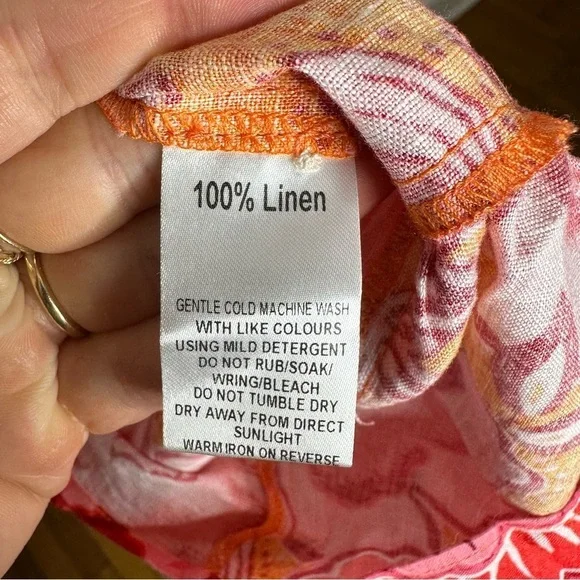 100% Linen
GENTLE COLD MACHINE WASH
WITH LIKE COLOURS
USING MILD DETERGENT
DO NOT RUB/SOAK/
WRING/BLEACH
DO NOT TUMBLE DRY
DRY AWAY FROM DIRECT
SUNLIGHT
WARM IRON ON REVERSE